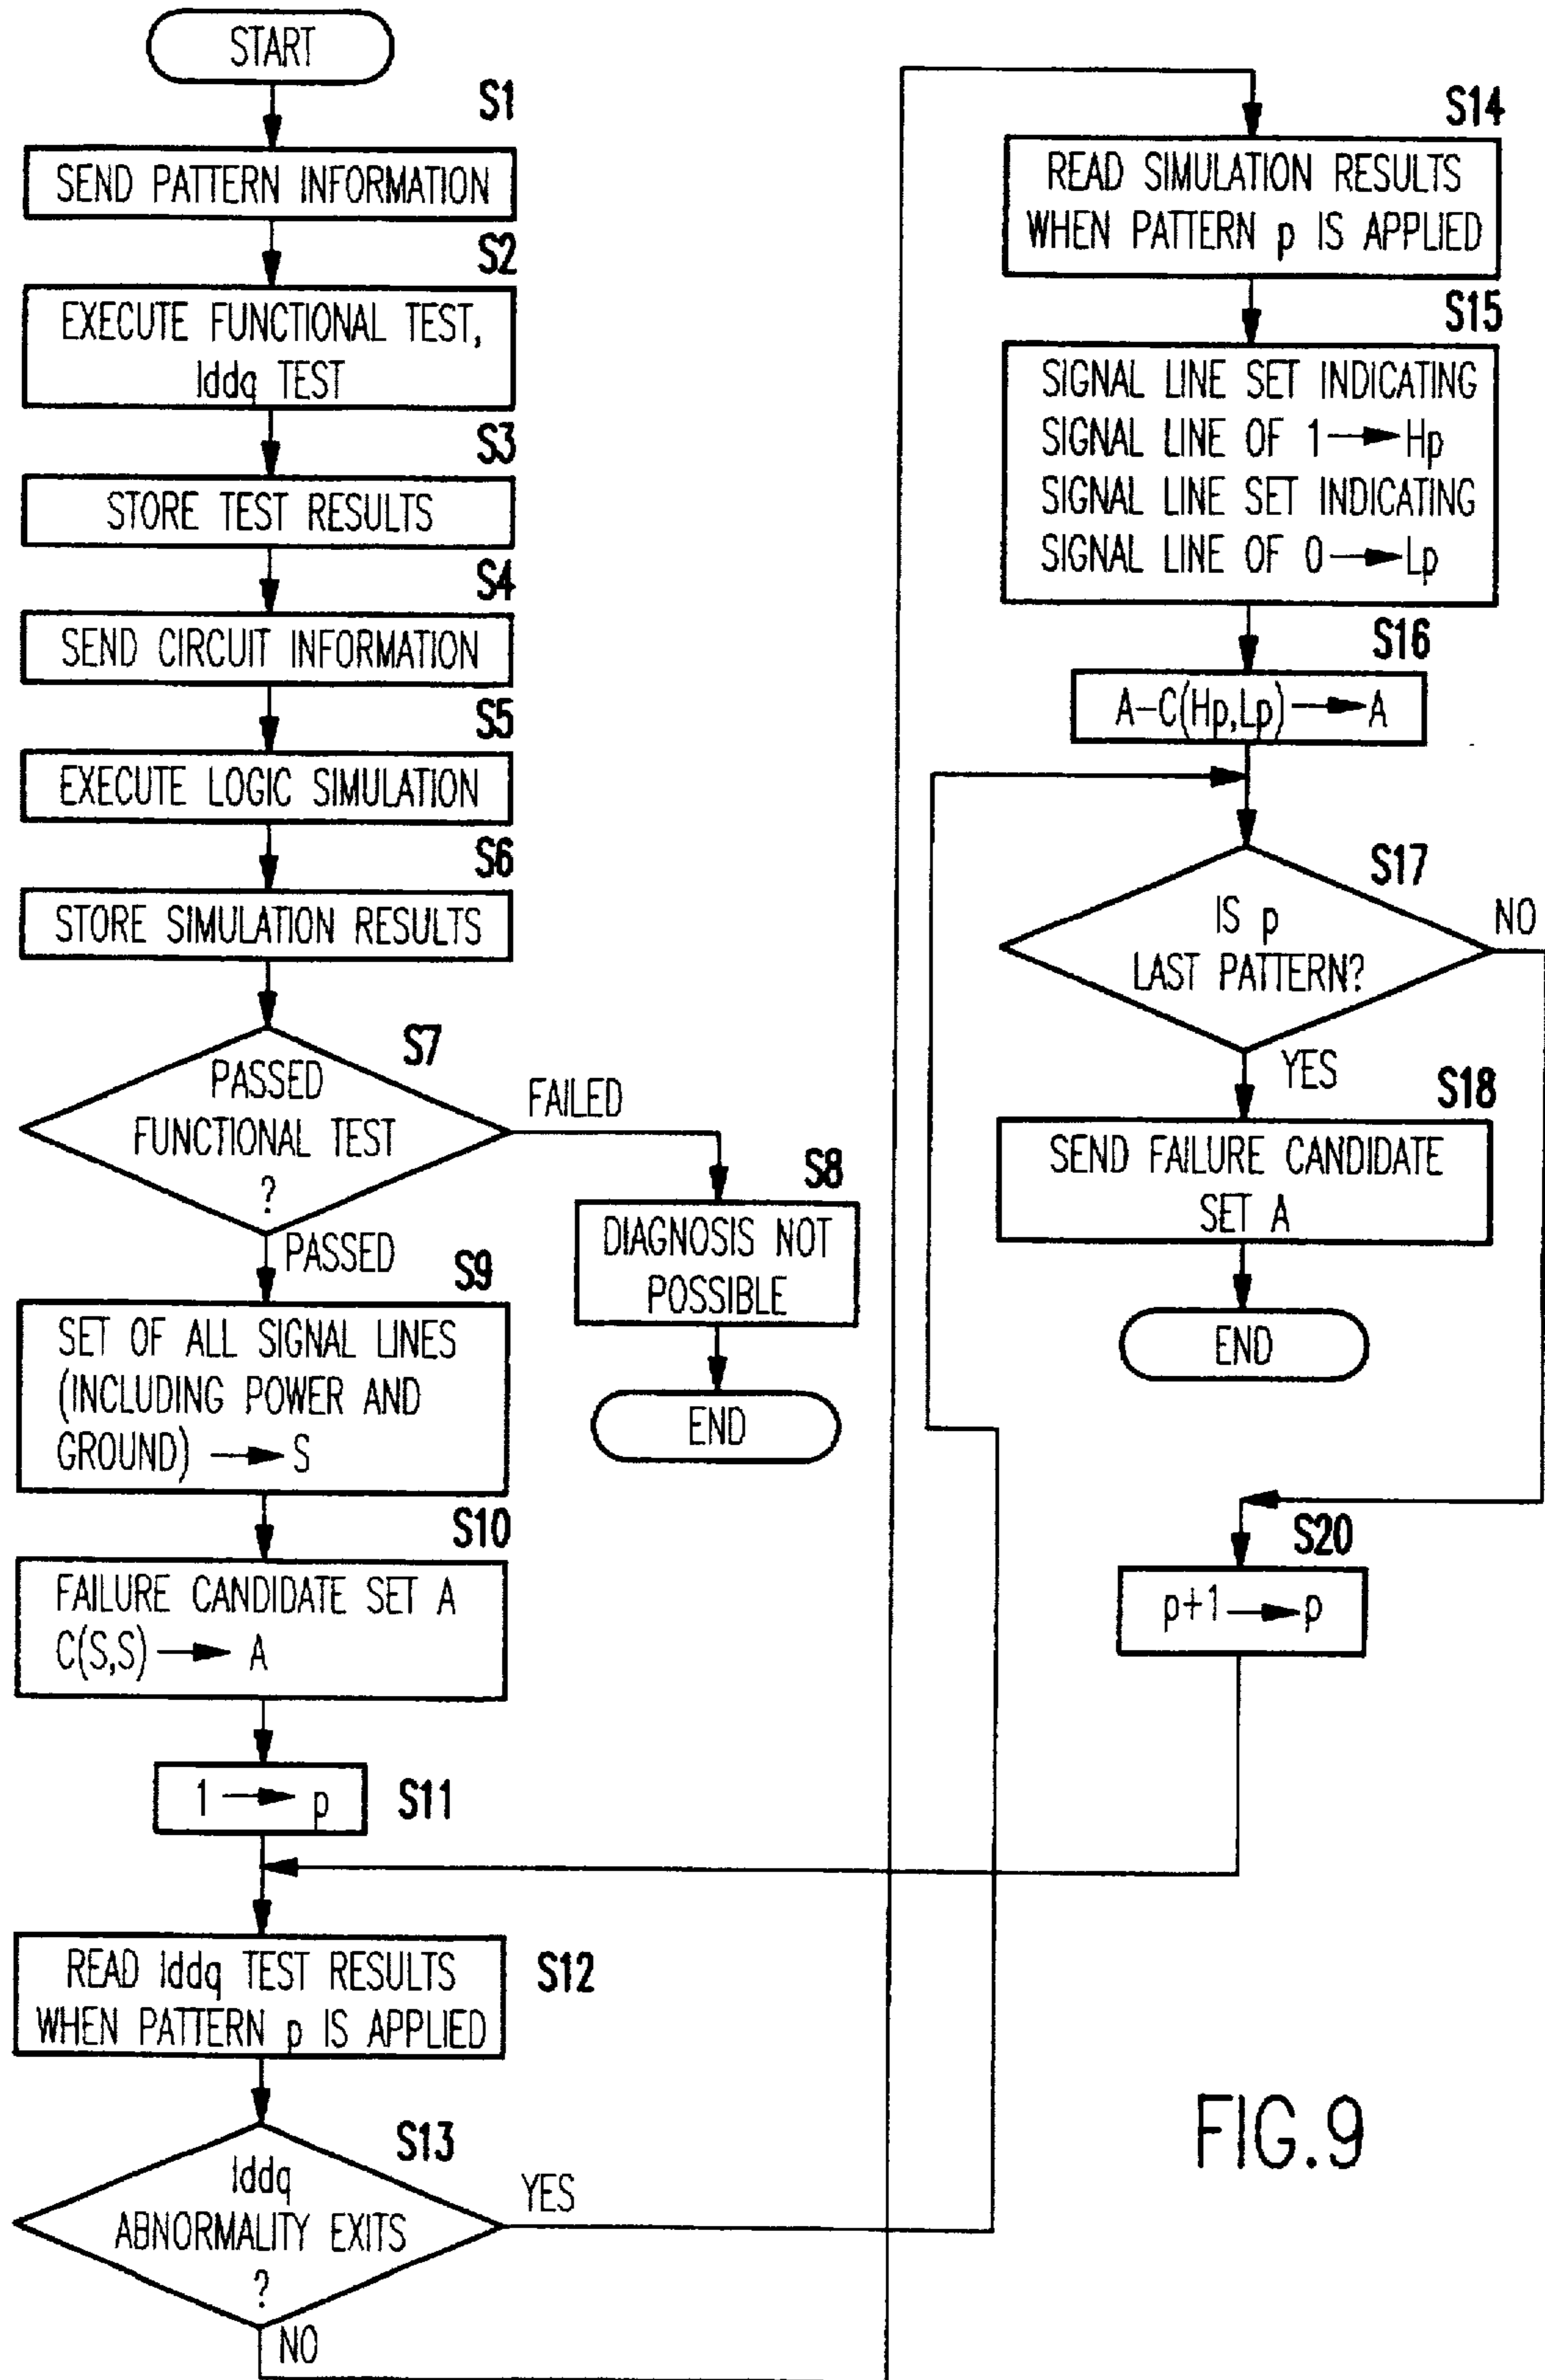 START
S1
SEND PATTERN INFORMATION
S2
EXECUTE FUNCTIONAL TEST,
Iddq TEST
S3
STORE TEST RESULTS
S4
SEND CIRCUIT INFORMATION
S5
EXECUTE LOGIC SIMULATION
S6
STORE SIMULATION RESULTS
S7
PASSED
FUNCTIONAL TEST
?
FAILED
PASSED
S8
DIAGNOSIS NOT
POSSIBLE
END
S9
SET OF ALL SIGNAL LINES
(INCLUDING POWER AND
GROUND) → S
S10
FAILURE CANDIDATE SET A
C(S,S) → A
1 → p
S11
READ Iddq TEST RESULTS
WHEN PATTERN p IS APPLIED
S12
S13
Iddq
ABNORMALITY EXITS
?
YES
NO
S14
READ SIMULATION RESULTS
WHEN PATTERN p IS APPLIED
S15
SIGNAL LINE SET INDICATING
SIGNAL LINE OF 1 → Hp
SIGNAL LINE SET INDICATING
SIGNAL LINE OF 0 → Lp
S16
A-C(Hp,Lp) → A
S17
IS p
LAST PATTERN?
NO
YES
S18
SEND FAILURE CANDIDATE
SET A
END
S20
p+1 → p
FIG.9